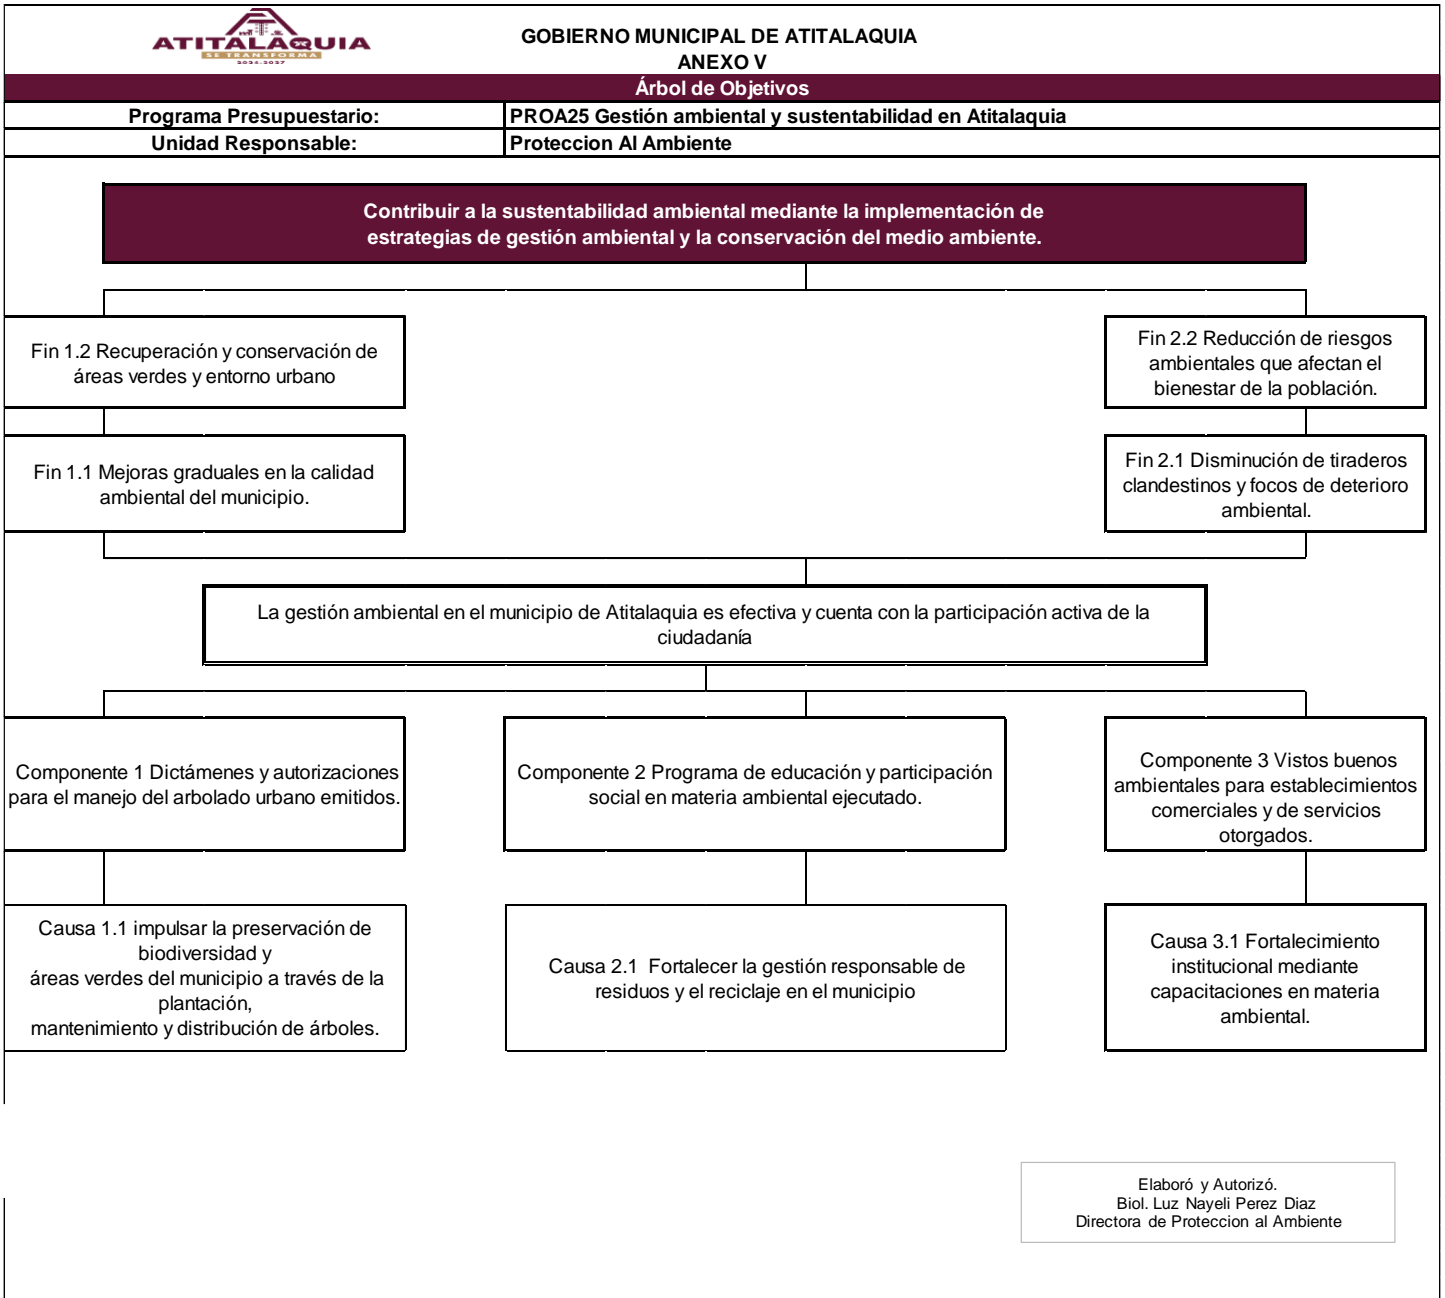 ATITALAQUIA
SE TRANSFORMA
2024-2027
GOBIERNO MUNICIPAL DE ATITALAQUIA
ANEXO V
Árbol de Objetivos
Programa Presupuestario: PROA25 Gestión ambiental y sustentabilidad en Atitalaquia
Unidad Responsable: Proteccion Al Ambiente
Contribuir a la sustentabilidad ambiental mediante la implementación de
estrategias de gestión ambiental y la conservación del medio ambiente.
Fin 1.2 Recuperación y conservación de
áreas verdes y entorno urbano
Fin 2.2 Reducción de riesgos
ambientales que afectan el
bienestar de la población.
Fin 1.1 Mejoras graduales en la calidad
ambiental del municipio.
Fin 2.1 Disminución de tiraderos
clandestinos y focos de deterioro
ambiental.
La gestión ambiental en el municipio de Atitalaquia es efectiva y cuenta con la participación activa de la
ciudadanía
Componente 1 Dictámenes y autorizaciones
para el manejo del arbolado urbano emitidos.
Componente 2 Programa de educación y participación
social en materia ambiental ejecutado.
Componente 3 Vistos buenos
ambientales para establecimientos
comerciales y de servicios
otorgados.
Causa 1.1 impulsar la preservación de
biodiversidad y
áreas verdes del municipio a través de la
plantación,
mantenimiento y distribución de árboles.
Causa 2.1 Fortalecer la gestión responsable de
residuos y el reciclaje en el municipio
Causa 3.1 Fortalecimiento
institucional mediante
capacitaciones en materia
ambiental.
Elaboró y Autorizó.
Biol. Luz Nayeli Perez Diaz
Directora de Proteccion al Ambiente